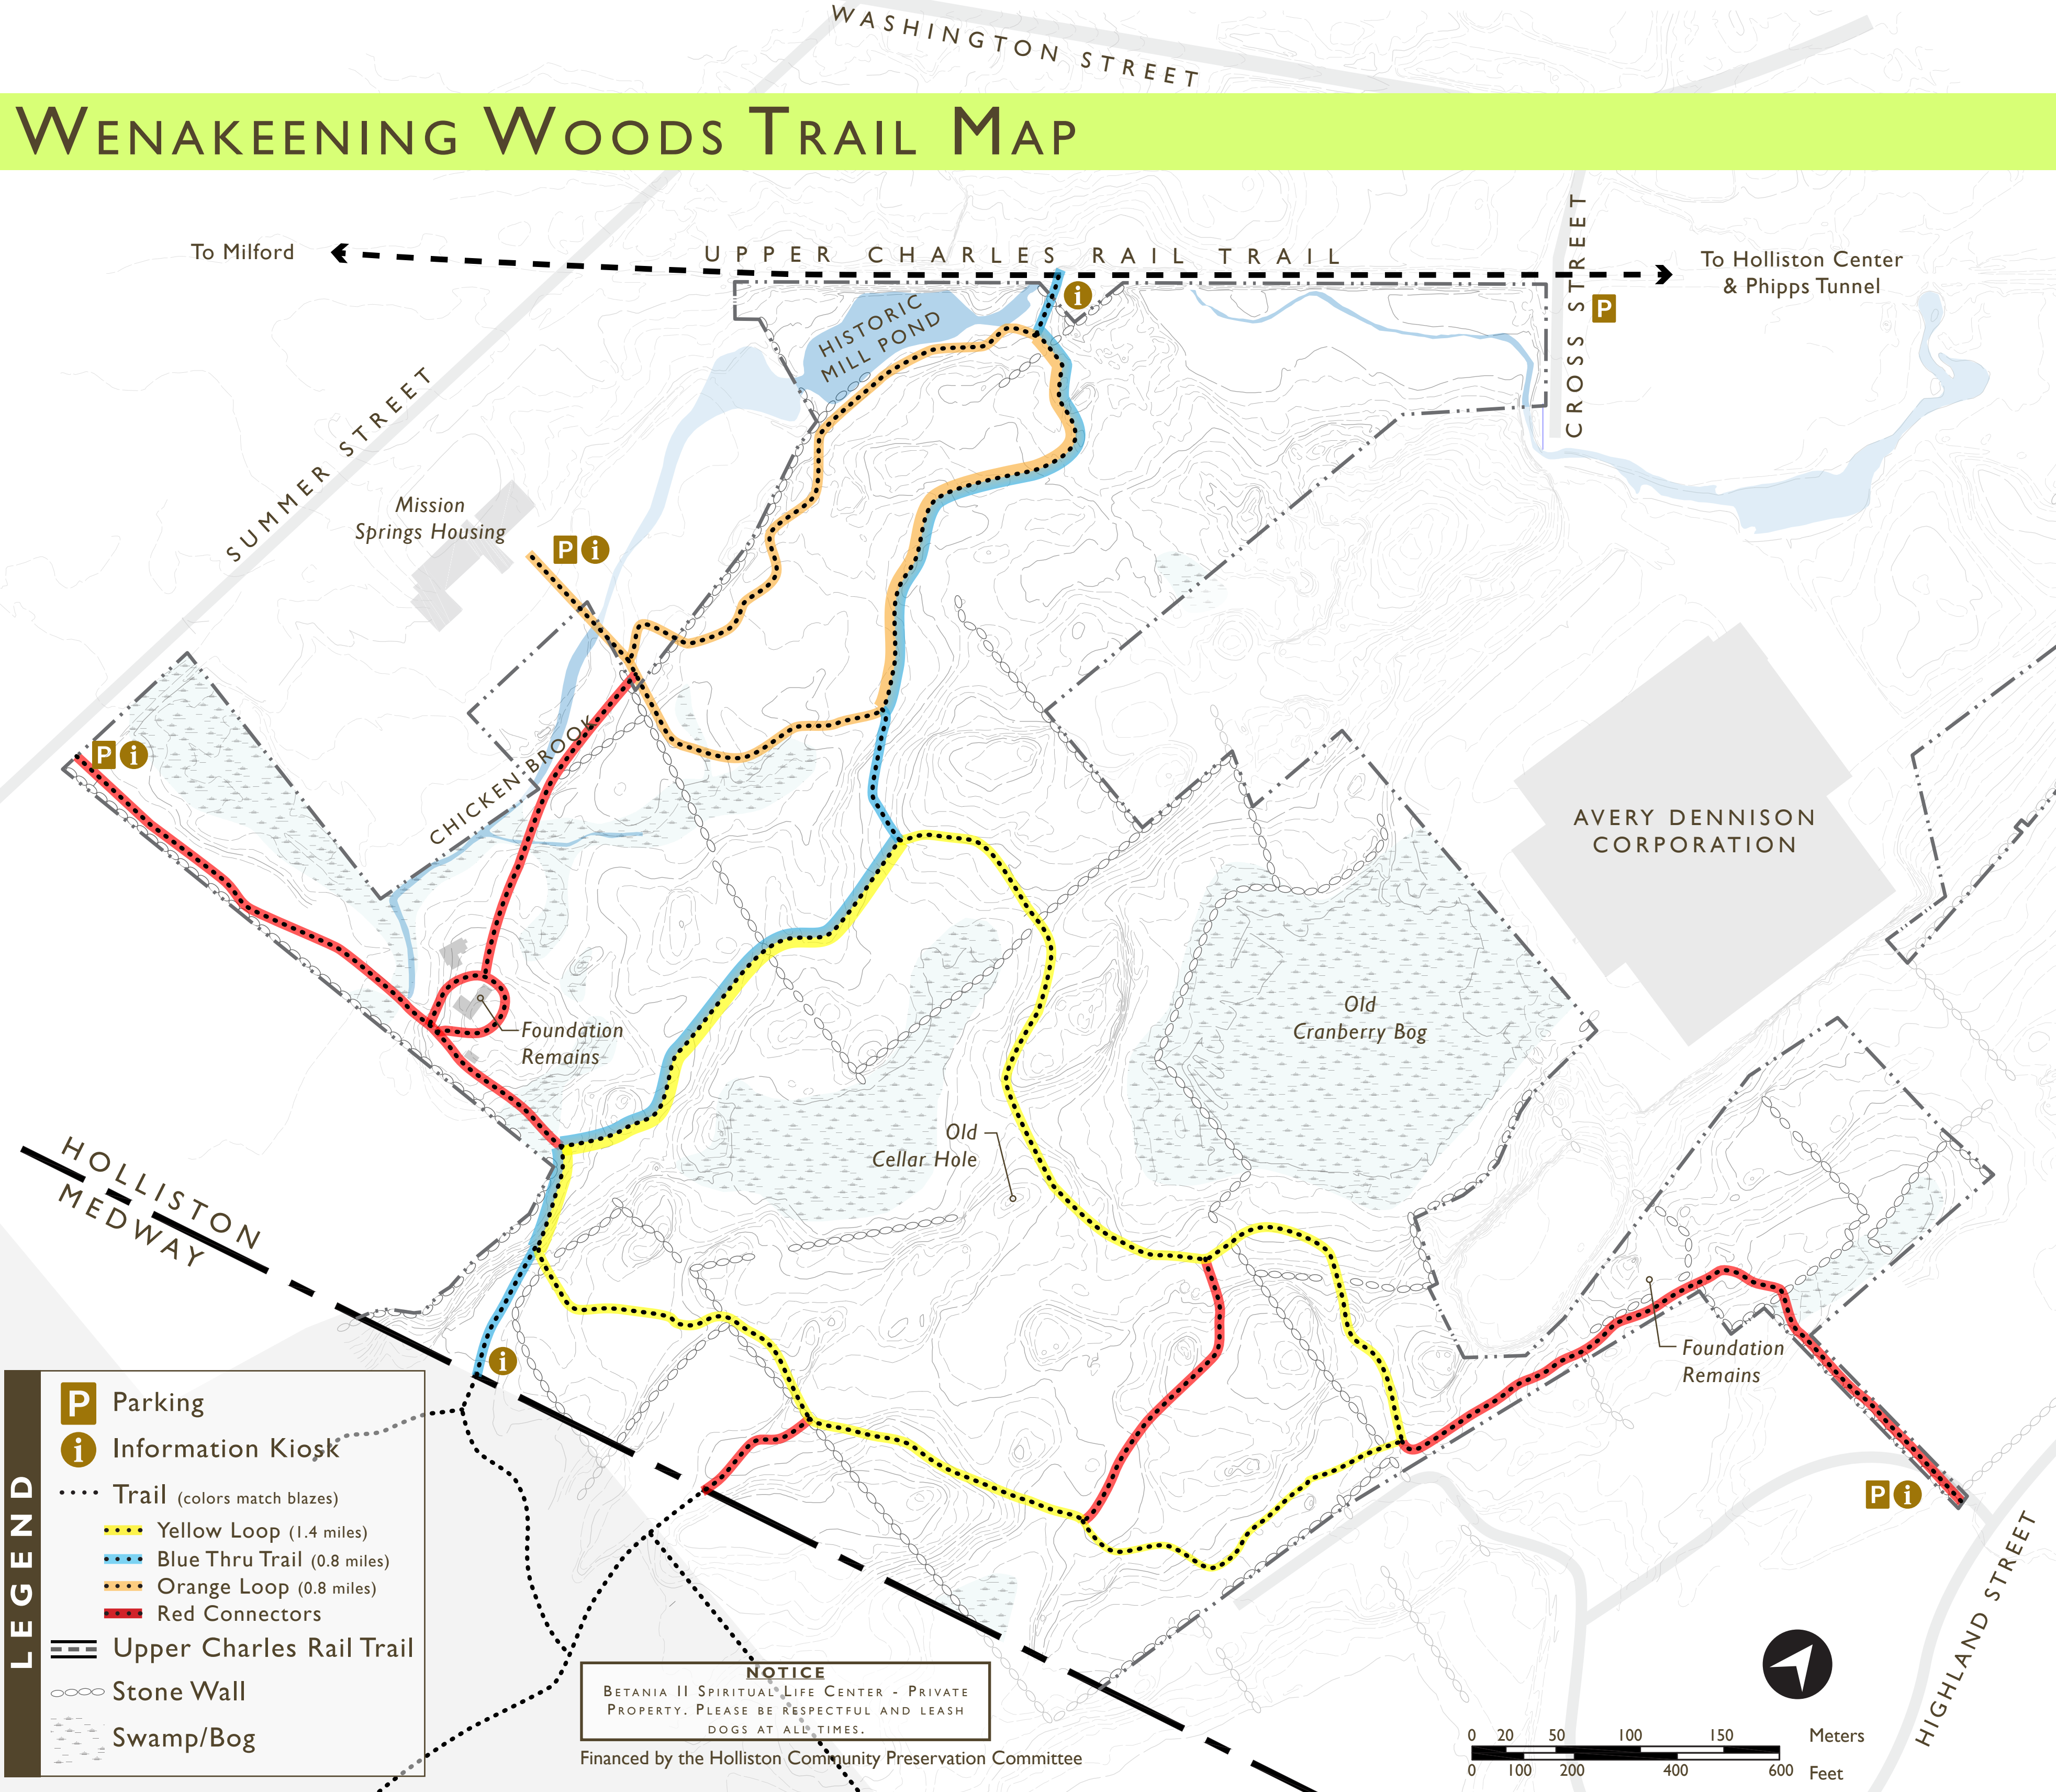 WASHINGTON STREET
WENAKEENING WOODS TRAIL MAP
To Milford
UPPER CHARLES RAIL TRAIL
CROSS STREET
To Holliston Center
& Phipps Tunnel
i
P
HISTORIC
MILL POND
SUMMER STREET
Mission
Springs Housing
P i
P i
CHICKEN BROOK
AVERY DENNISON
CORPORATION
Foundation
Remains
Old
Cranberry Bog
Old
Cellar Hole
HOLLISTON
MEDWAY
Foundation
Remains
i
P i
HIGHLAND STREET
LEGEND
P Parking
i Information Kiosk
Trail (colors match blazes)
Yellow Loop (1.4 miles)
Blue Thru Trail (0.8 miles)
Orange Loop (0.8 miles)
Red Connectors
Upper Charles Rail Trail
Stone Wall
Swamp/Bog
NOTICE
BETANIA II SPIRITUAL LIFE CENTER - PRIVATE
PROPERTY. PLEASE BE RESPECTFUL AND LEASH
DOGS AT ALL TIMES.
Financed by the Holliston Community Preservation Committee
0 20 50 100 150 Meters
0 100 200 400 600 Feet